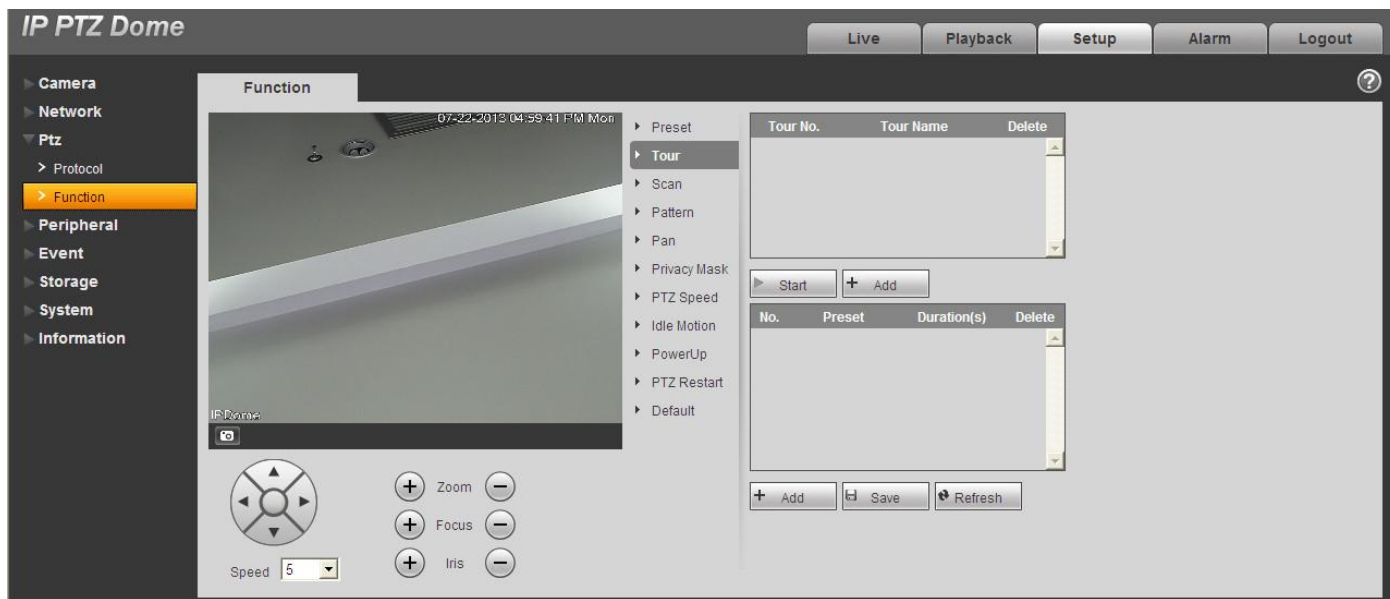 IP PTZ Dome
Live
Playback
Setup
Alarm
Logout
Camera
Network
Ptz
Protocol
Function
Peripheral
Event
Storage
System
Information
Function
?
07-22-2013 04:59:41 PM Mon
IP Dome
Zoom
Focus
Iris
Speed 5
Preset
Tour
Scan
Pattern
Pan
Privacy Mask
PTZ Speed
Idle Motion
PowerUp
PTZ Restart
Default
Tour No. Tour Name Delete
Start
Add
No. Preset Duration(s) Delete
Add
Save
Refresh